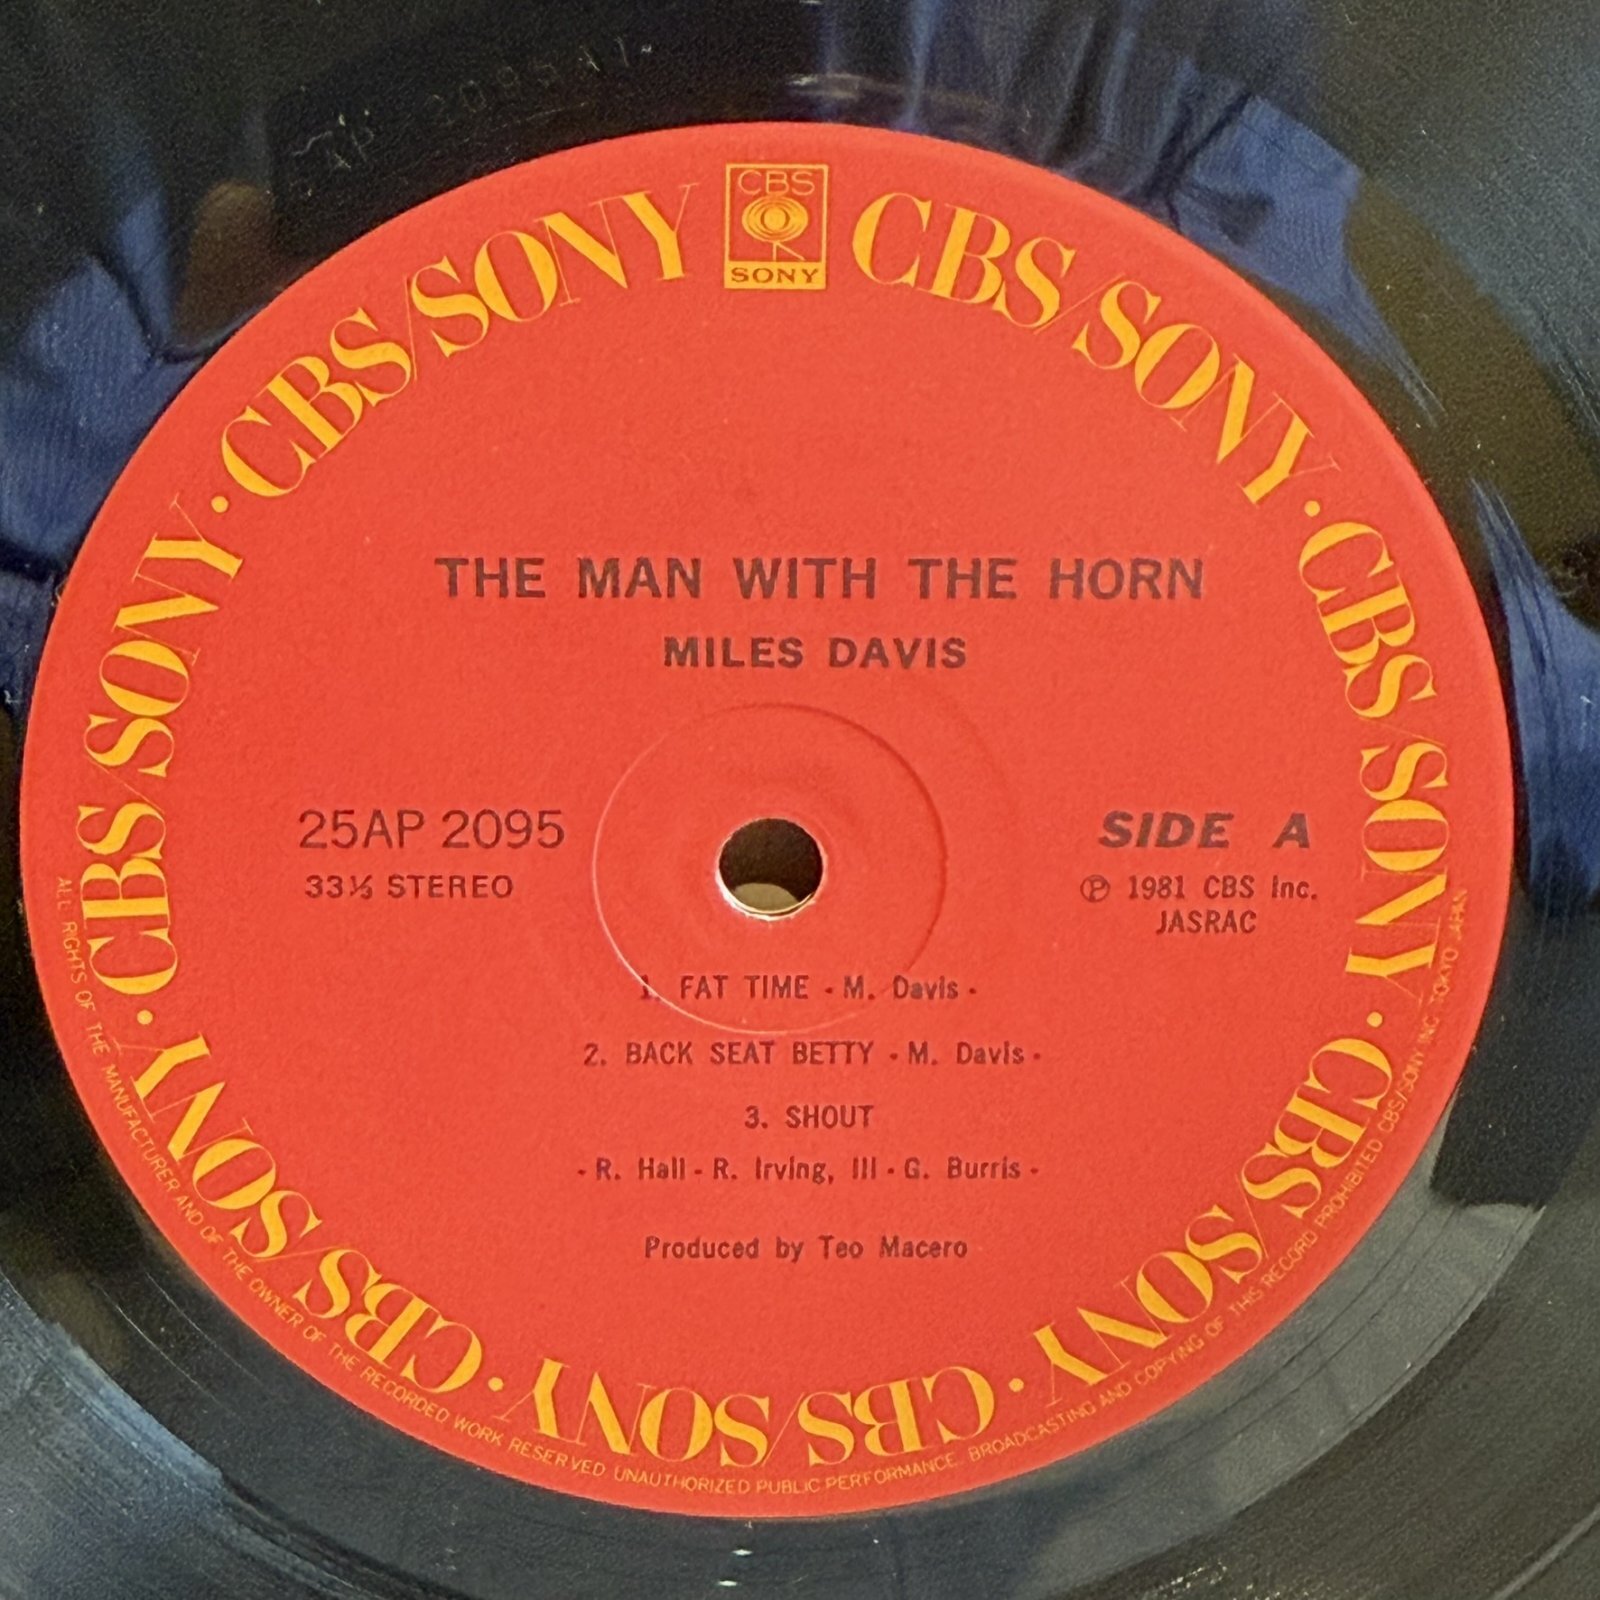 CBS
SONY
CBS/SONY · CBS/SONY · CBS/SONY · CBS/SONY · CBS/SONY · CBS/SONY · CBS/SONY · CBS/SONY
THE MAN WITH THE HORN
MILES DAVIS
25AP 2095
33⅓ STEREO
SIDE A
℗ 1981 CBS Inc.
JASRAC
1. FAT TIME - M. Davis -
2. BACK SEAT BETTY - M. Davis -
3. SHOUT
- R. Hall - R. Irving, III - G. Burris -
Produced by Teo Macero
ALL RIGHTS OF THE MANUFACTURER AND OF THE OWNER OF THE RECORDED WORK RESERVED UNAUTHORIZED PUBLIC PERFORMANCE, BROADCASTING AND COPYING OF THIS RECORD PROHIBITED CBS/SONY INC. TOKYO JAPAN